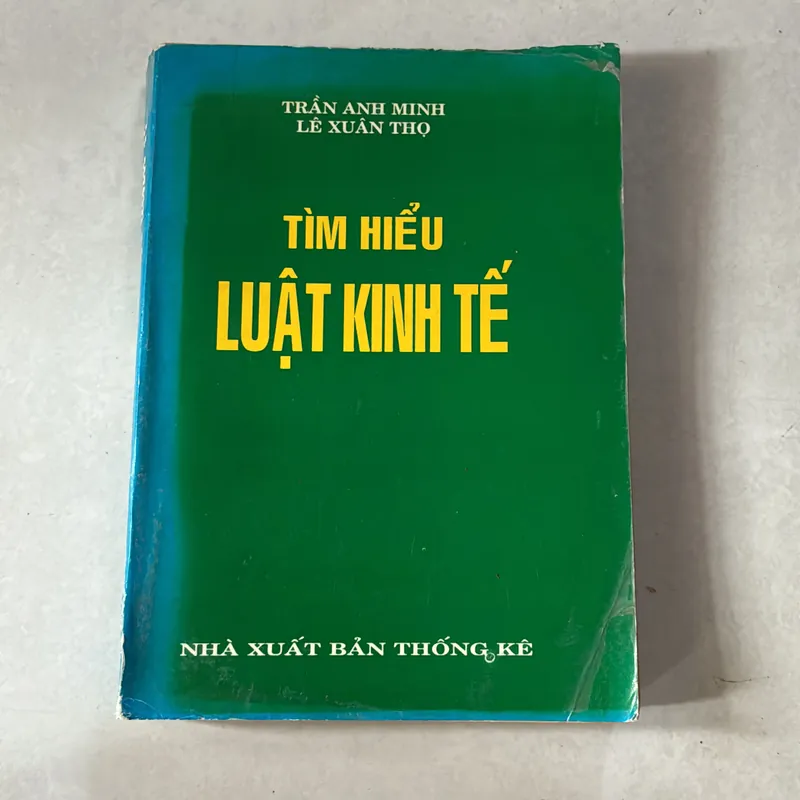 TRẦN ANH MINH
LÊ XUÂN THỌ
TÌM HIỂU
LUẬT KINH TẾ
NHÀ XUẤT BẢN THỐNG KÊ